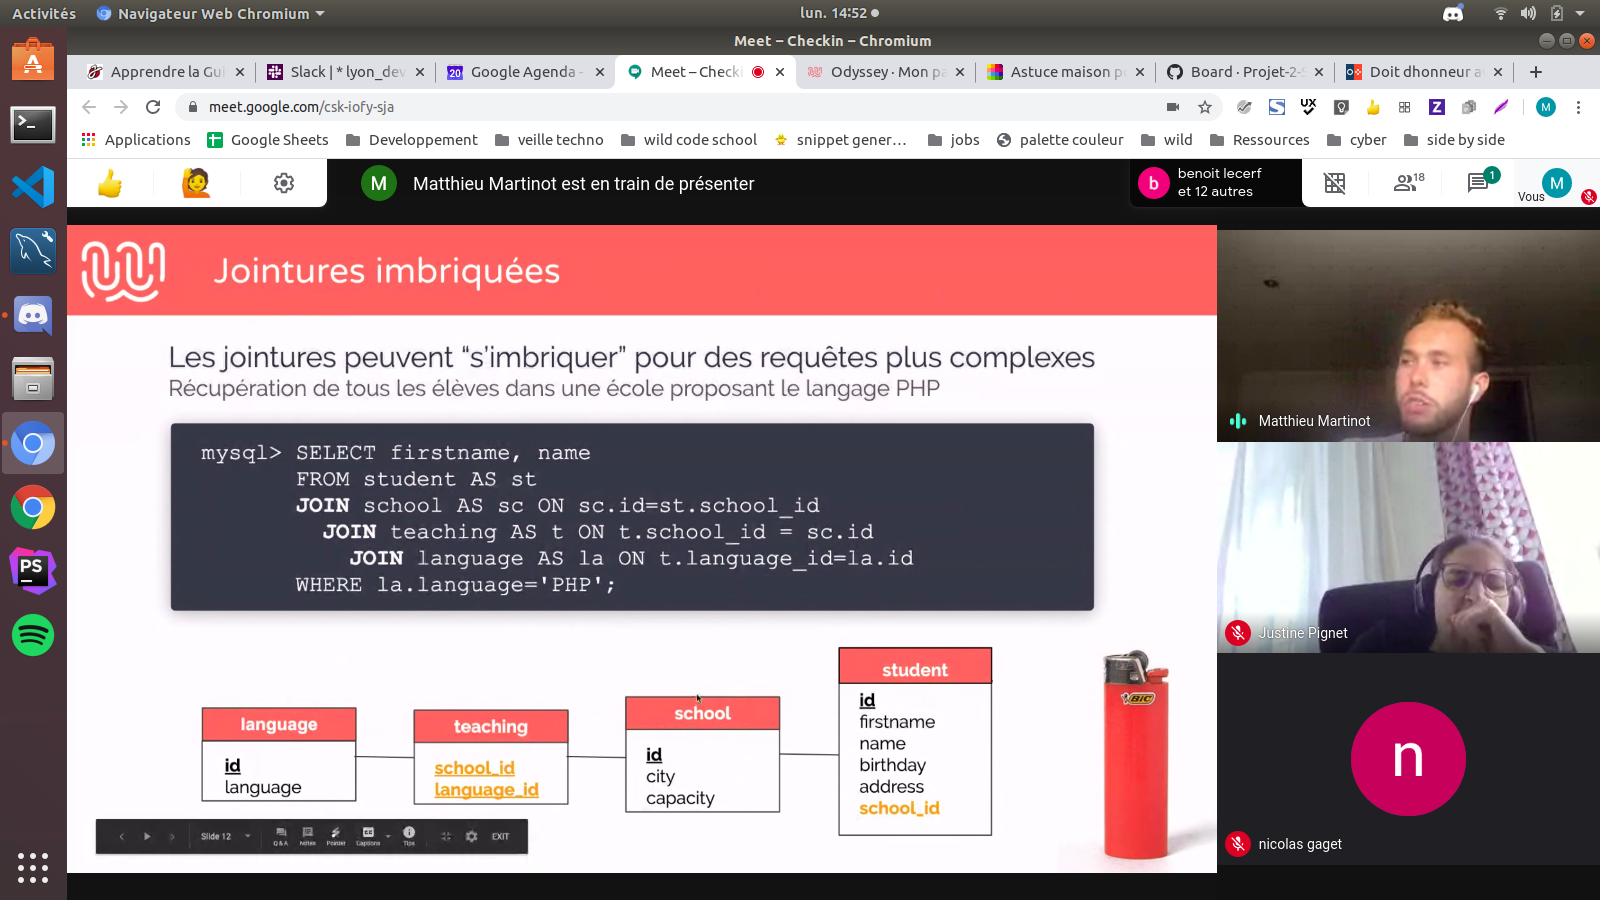 Activités
Navigateur Web Chromium
lun. 14:52
Meet – Checkin – Chromium
Apprendre la Gui
Slack | * lyon_dev
Google Agenda -
Meet – Check
Odyssey · Mon pa
Astuce maison p
Board · Projet-2-S
Doit dhonneur a
meet.google.com/csk-iofy-sja
Applications
Google Sheets
Developpement
veille techno
wild code school
snippet gener...
jobs
palette couleur
wild
Ressources
cyber
side by side
M
Matthieu Martinot est en train de présenter
b
benoit lecerf
et 12 autres
18
1
Vous
M
Jointures imbriquées
Les jointures peuvent “s’imbriquer” pour des requêtes plus complexes
Récupération de tous les élèves dans une école proposant le langage PHP
mysql> SELECT firstname, name
FROM student AS st
JOIN school AS sc ON sc.id=st.school_id
JOIN teaching AS t ON t.school_id = sc.id
JOIN language AS la ON t.language_id=la.id
WHERE la.language='PHP';
language
id
language
teaching
school_id
language_id
school
id
city
capacity
student
id
firstname
name
birthday
address
school_id
BIC
Slide 12
Q & A
Notes
Pointer
Captions
Tips
EXIT
Matthieu Martinot
Justine Pignet
n
nicolas gaget